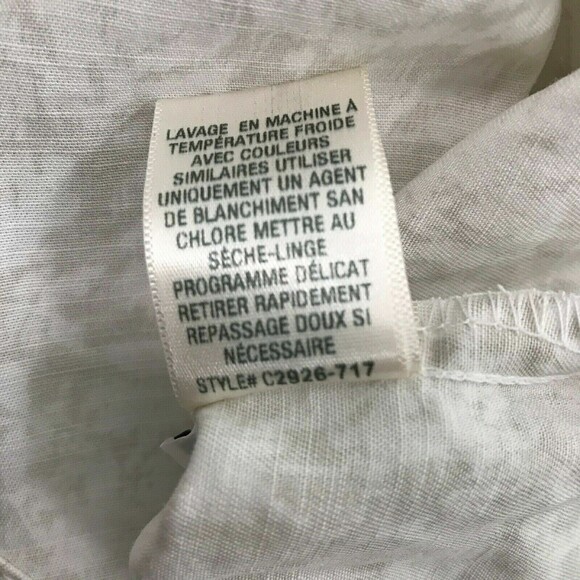 LAVAGE EN MACHINE À
TEMPÉRATURE FROIDE
AVEC COULEURS
SIMILAIRES UTILISER
UNIQUEMENT UN AGENT
DE BLANCHIMENT SAN
CHLORE METTRE AU
SÈCHE-LINGE
PROGRAMME DÉLICAT
RETIRER RAPIDEMENT
REPASSAGE DOUX SI
NÉCESSAIRE
STYLE# C2926-717